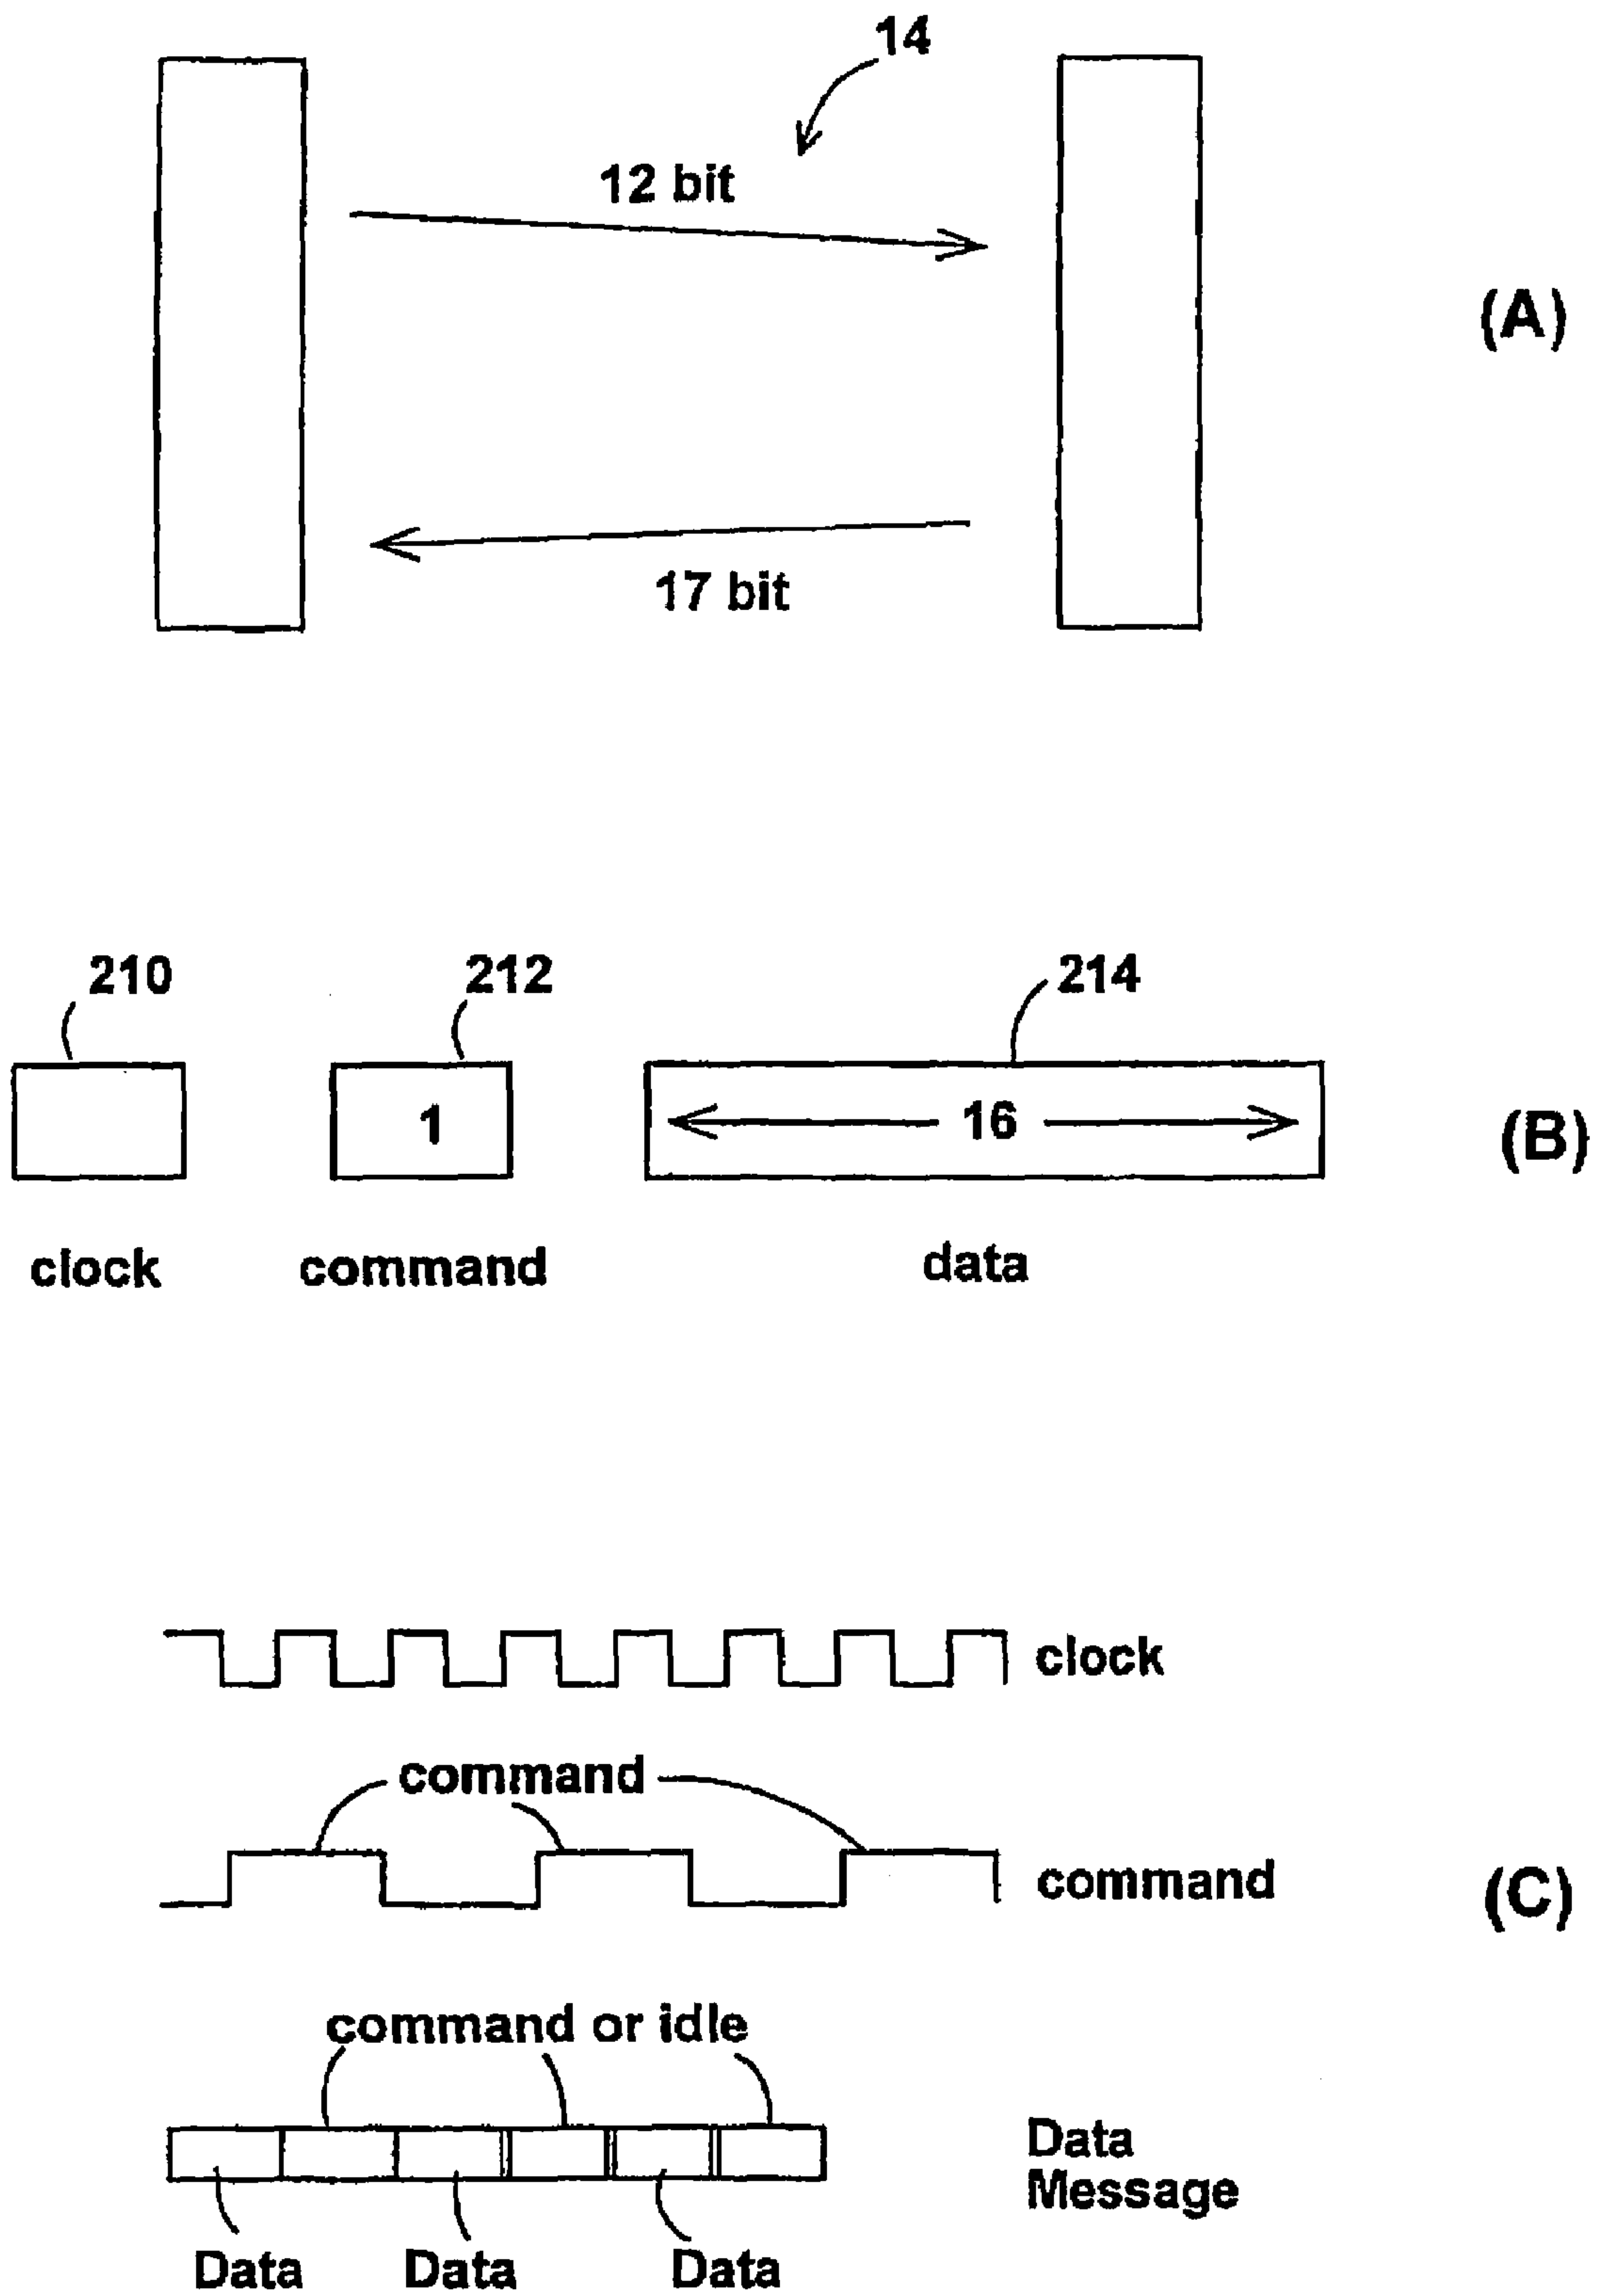 14
12 bit
(A)
17 bit
210 212 214
1 16
(B)
clock command data
clock
command
command
(C)
command or idle
Data
Message
Data Data Data